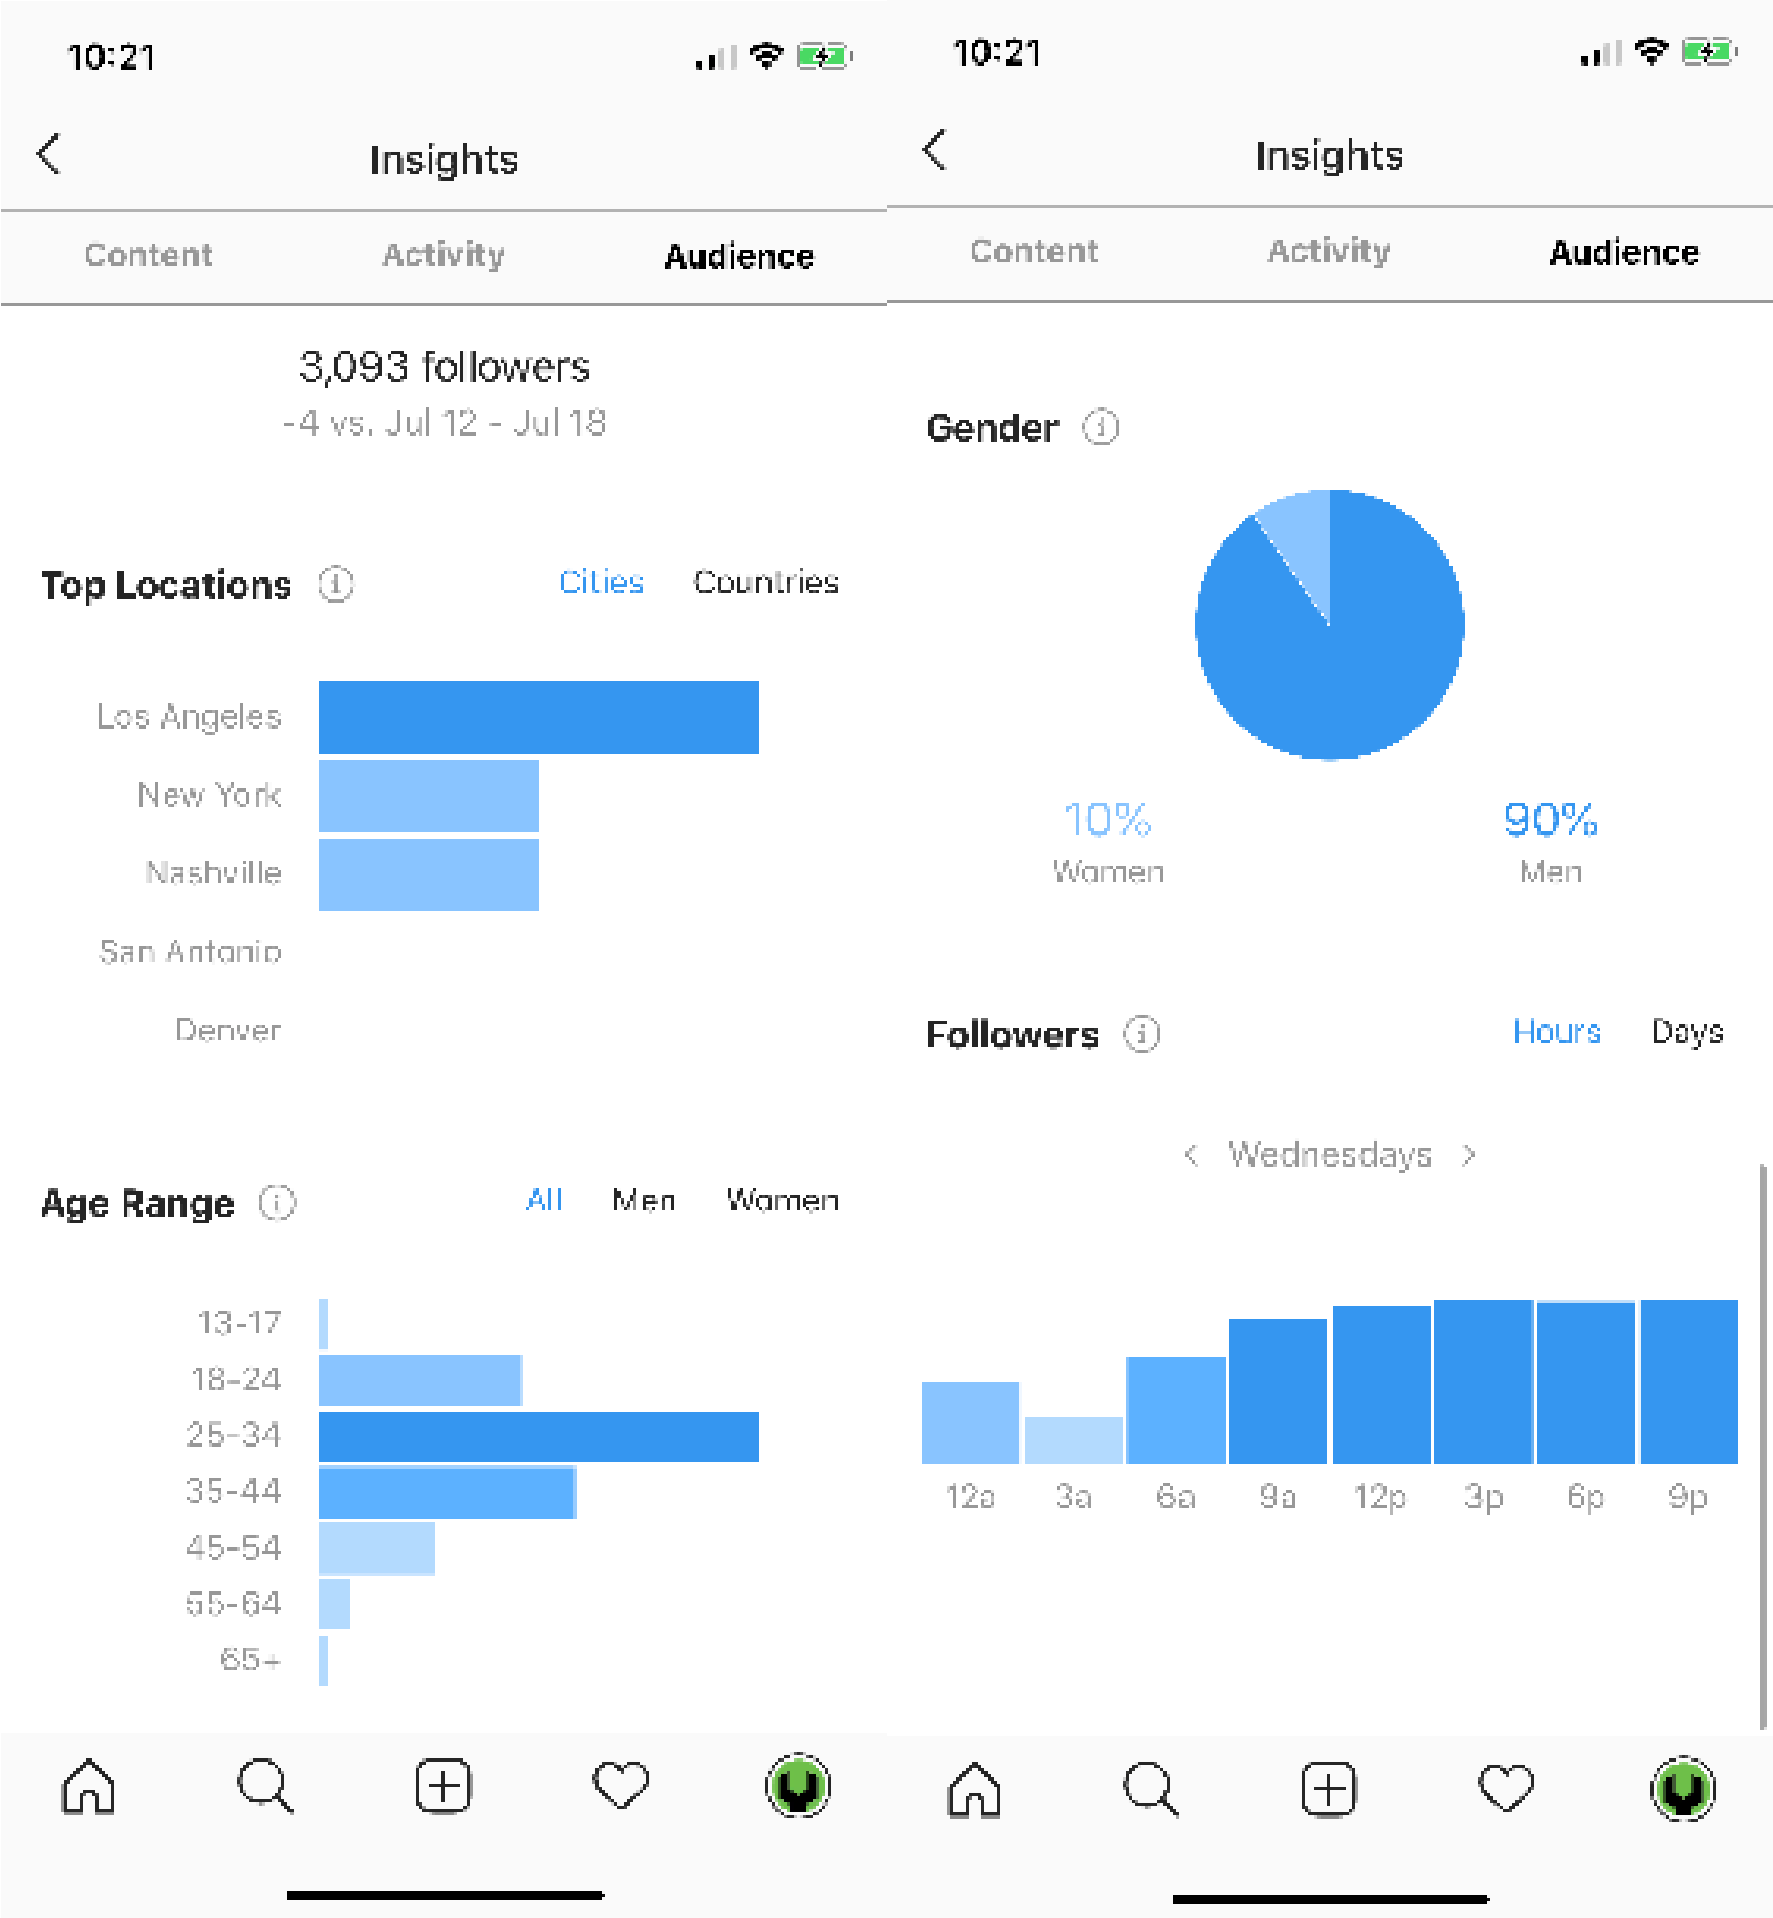 10:21
Insights
Content Activity Audience
3,093 followers
-4 vs. Jul 12 - Jul 18
Top Locations Cities Countries
Los Angeles
New York
Nashville
San Antonio
Denver
Age Range All Men Women
13-17
18-24
25-34
35-44
45-54
55-64
65+
10:21
Insights
Content Activity Audience
Gender
10% 90%
Women Men
Followers Hours Days
< Wednesdays >
12a 3a 6a 9a 12p 3p 6p 9p